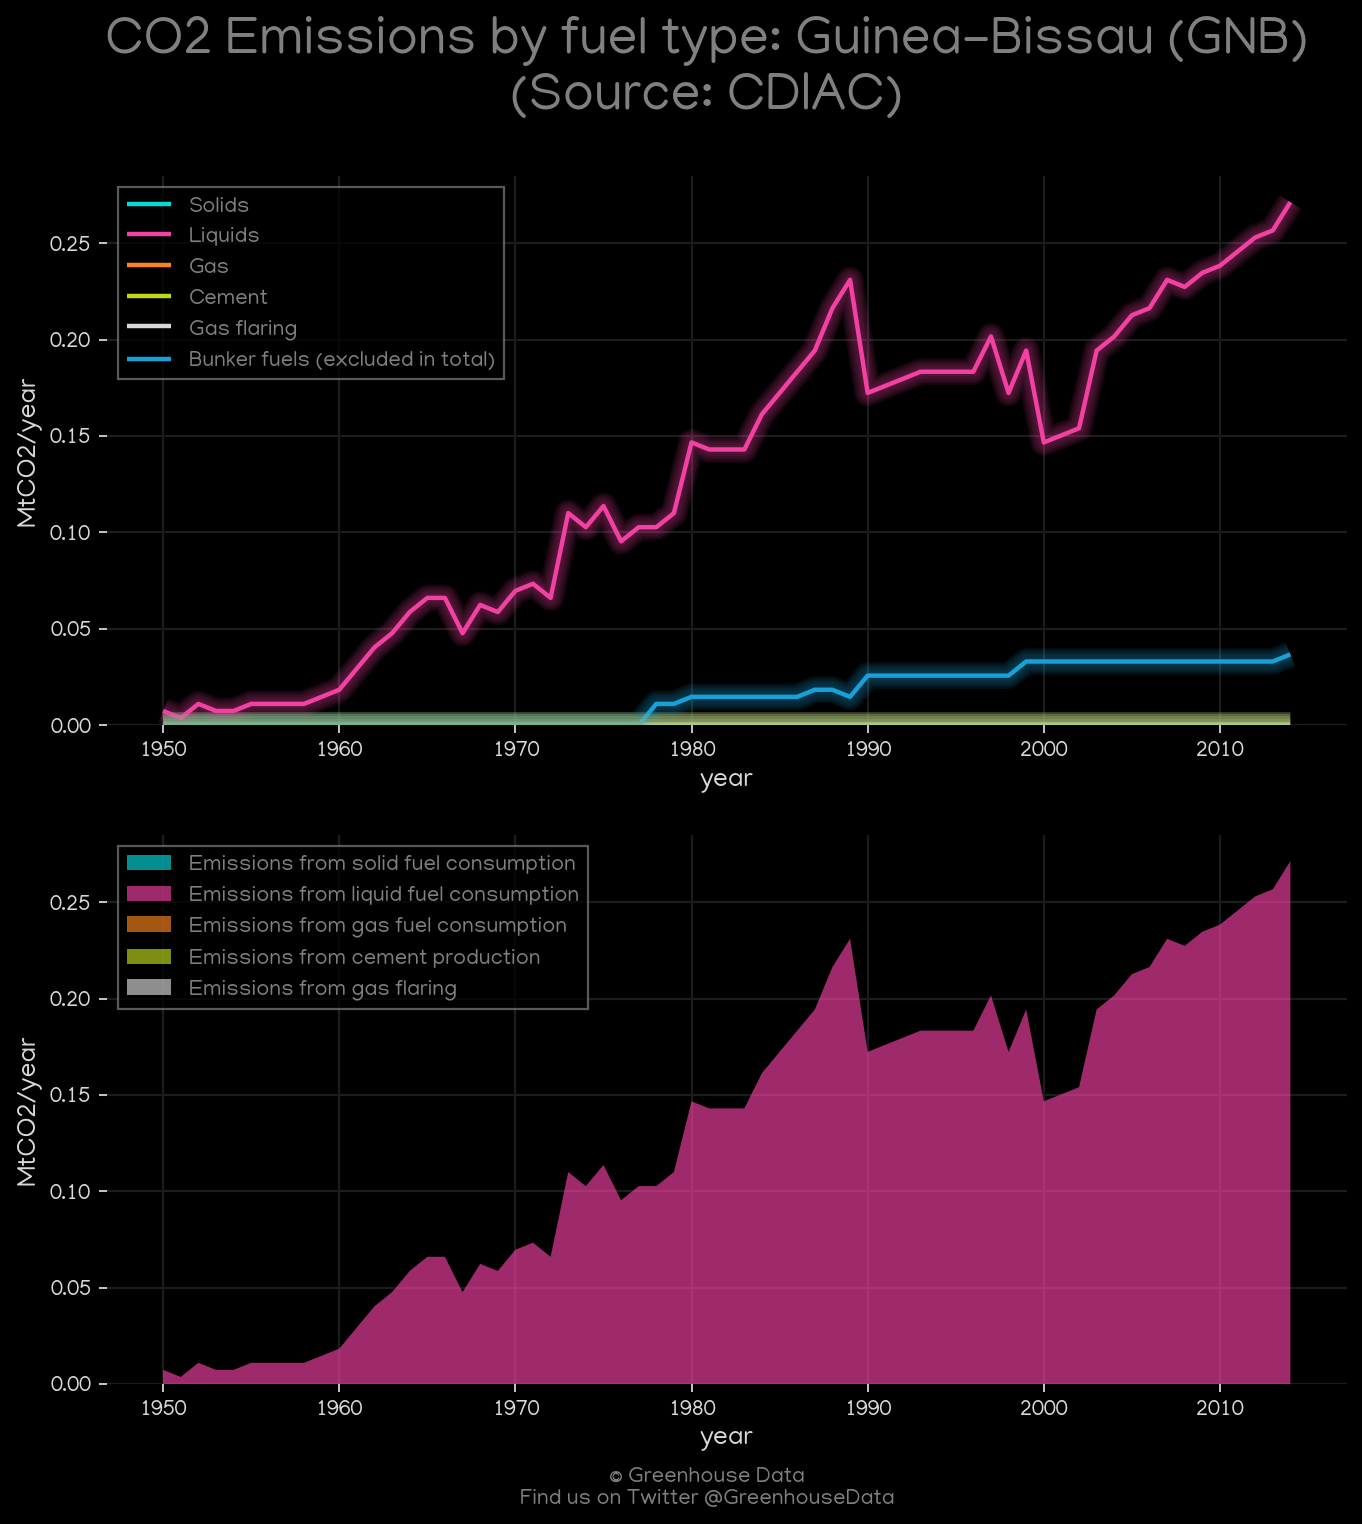 CO2 Emissions by fuel type: Guinea-Bissau (GNB)
(Source: CDIAC)
Solids
Liquids
Gas
Cement
Gas flaring
Bunker fuels (excluded in total)
0.25
0.20
0.15
0.10
0.05
0.00
MtCO2/year
1950 1960 1970 1980 1990 2000 2010
year
Emissions from solid fuel consumption
Emissions from liquid fuel consumption
Emissions from gas fuel consumption
Emissions from cement production
Emissions from gas flaring
0.25
0.20
0.15
0.10
0.05
0.00
MtCO2/year
1950 1960 1970 1980 1990 2000 2010
year
© Greenhouse Data
Find us on Twitter @GreenhouseData